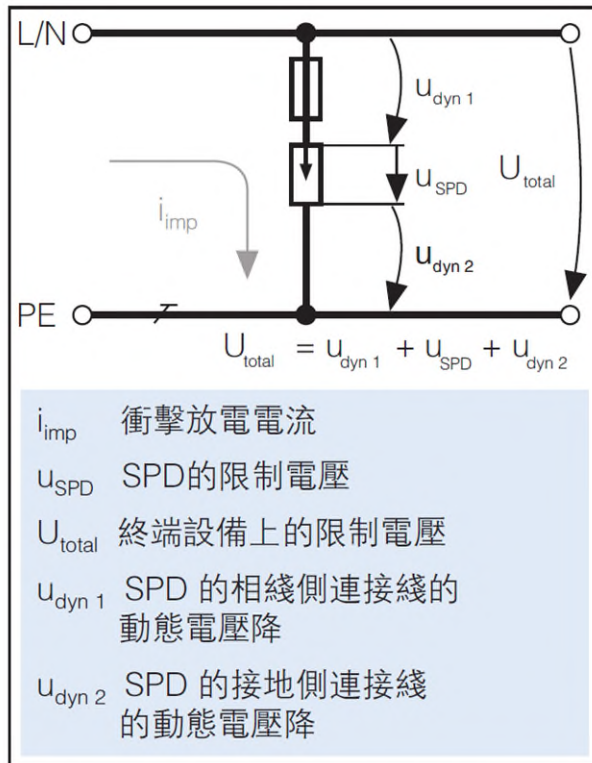 L/N
u dyn 1
u SPD
U total
i imp
u dyn 2
PE
U total = u dyn 1 + u SPD + u dyn 2
i imp 衝擊放電電流
u SPD SPD的限制電壓
U total 終端設備上的限制電壓
u dyn 1 SPD 的相綫側連接綫的
動態電壓降
u dyn 2 SPD 的接地側連接綫
的動態電壓降